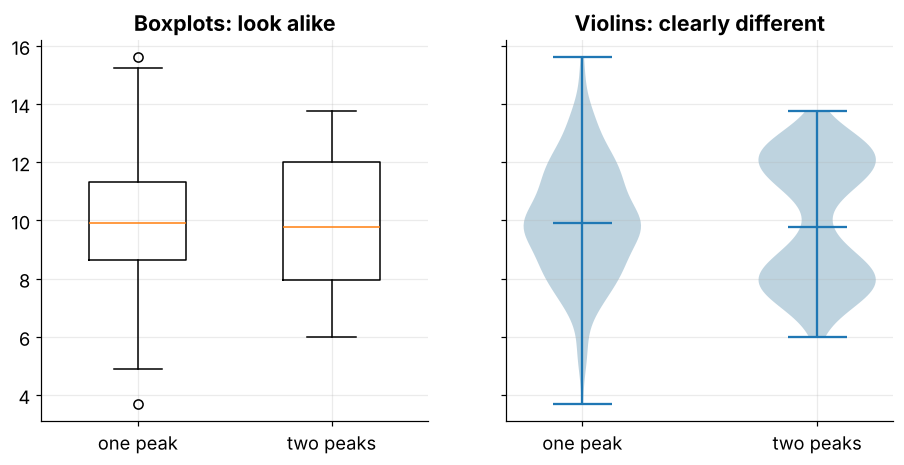 Boxplots: look alike
16
14
12
10
8
6
4
one peak
two peaks
Violins: clearly different
one peak
two peaks